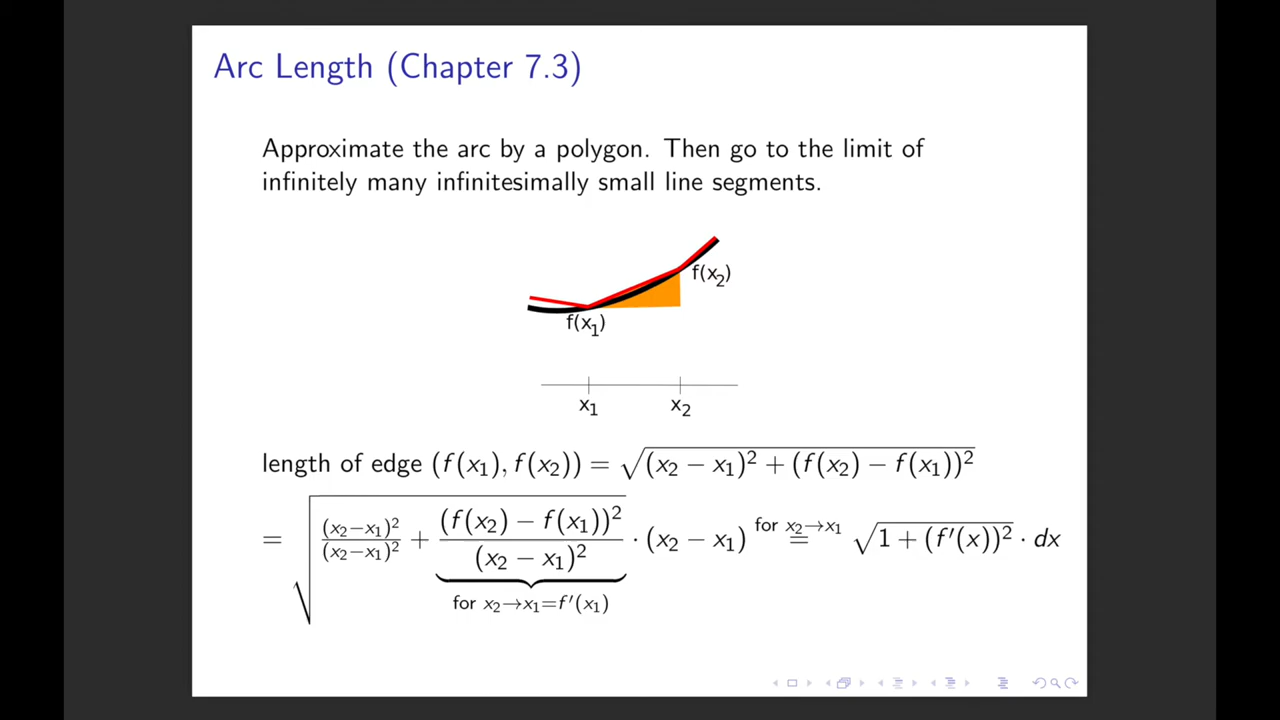 Arc Length (Chapter 7.3)
Approximate the arc by a polygon. Then go to the limit of
infinitely many infinitesimally small line segments.
f(x₂)
f(x₁)
x₁ x₂
length of edge (f(x₁), f(x₂)) = √((x₂ − x₁)² + (f(x₂) − f(x₁))²)
= √((x₂−x₁)²/(x₂−x₁)² + (f(x₂) − f(x₁))²/(x₂ − x₁)²) · (x₂ − x₁) for x₂→x₁ = √(1 + (f′(x))²) · dx
for x₂→x₁=f′(x₁)